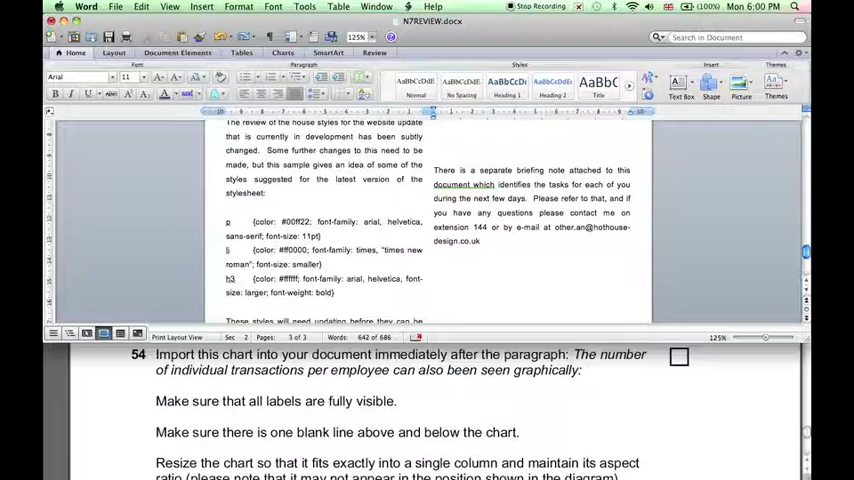 Word File Edit View Insert Format Font Tools Table Window Stop Recording (100%) Mon 6:00 PM
N7REVIEW.docx
125% Search in Document
Home Layout Document Elements Tables Charts SmartArt Review
Font Paragraph Styles Insert Themes
Arial 11 AaBbCcDdE AaBbCcDdE AaBbCcD AaBbCcDdEe AaBbC
B I U Normal No Spacing Heading 1 Heading 2 Title Text Box Shape Picture Themes
The review of the house styles for the website update
that is currently in development has been subtly
changed. Some further changes to this need to be
made, but this sample gives an idea of some of the
styles suggested for the latest version of the
stylesheet:
p {color: #00ff22; font-family: arial, helvetica,
sans-serif; font-size: 11pt}
li {color: #ff0000; font-family: times, "times new
roman"; font-size: smaller}
h3 {color: #ffffff; font-family: arial, helvetica, font-
size: larger; font-weight: bold}
These styles will need updating before they can be
There is a separate briefing note attached to this
document which identifies the tasks for each of you
during the next few days. Please refer to that, and if
you have any questions please contact me on
extension 144 or by e-mail at other.an@hothouse-
design.co.uk
Print Layout View Sec 2 Pages: 3 of 3 Words: 642 of 686 125%
54 Import this chart into your document immediately after the paragraph: The number
of individual transactions per employee can also been seen graphically:
Make sure that all labels are fully visible.
Make sure there is one blank line above and below the chart.
Resize the chart so that it fits exactly into a single column and maintain its aspect
ratio (please note that it may not appear in the position shown in the diagram)